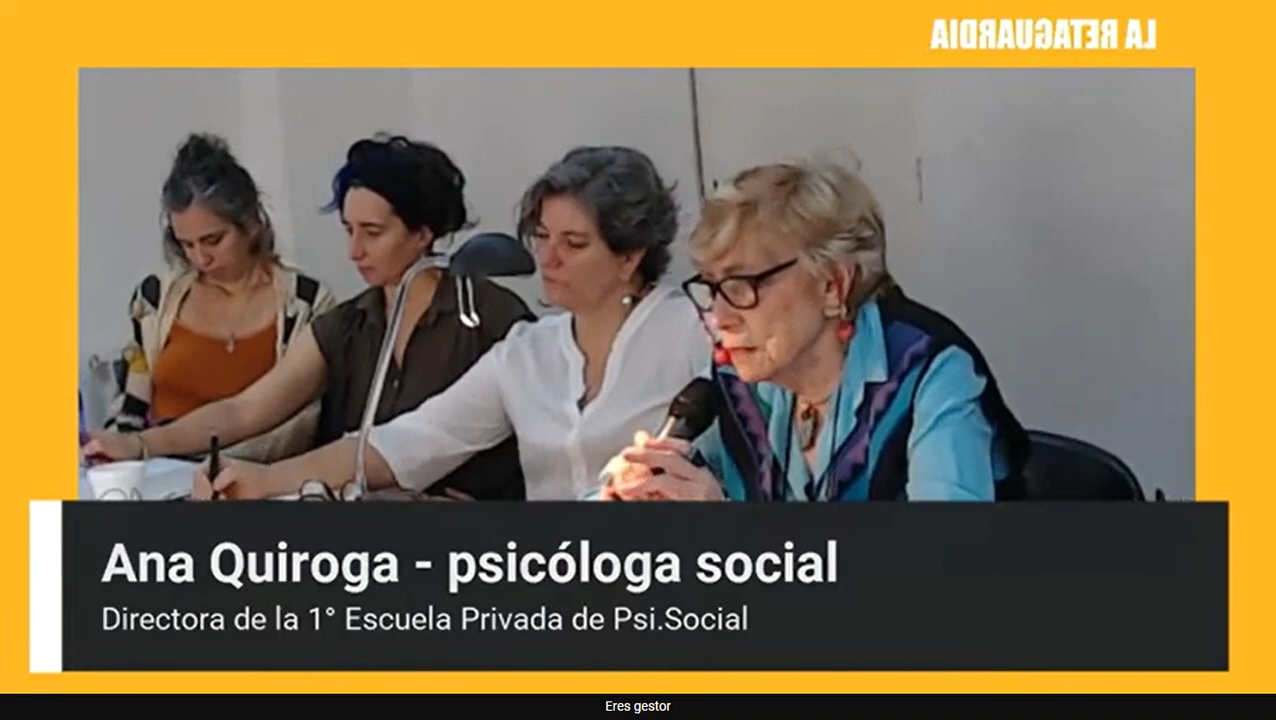 LA RETAGUARDIA
Ana Quiroga - psicóloga social
Directora de la 1° Escuela Privada de Psi.Social
Eres gestor